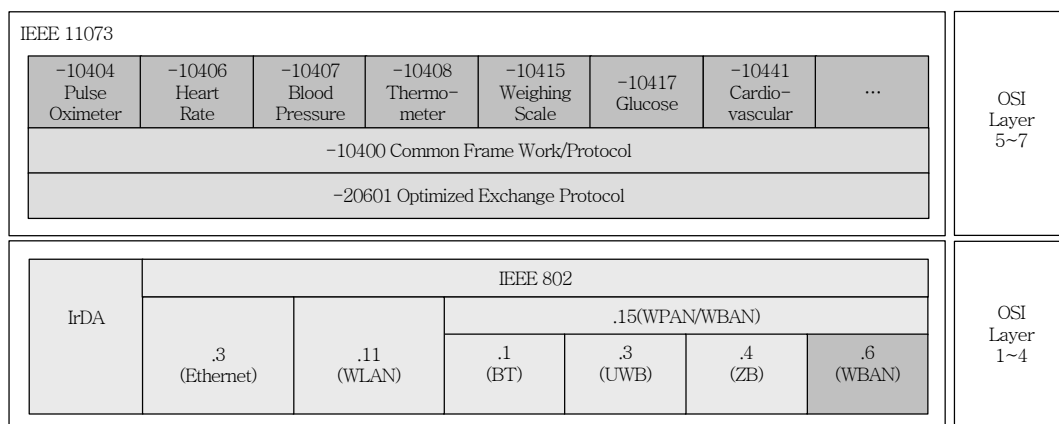 IEEE 11073
-10404
Pulse
Oximeter
-10406
Heart
Rate
-10407
Blood
Pressure
-10408
Thermo-
meter
-10415
Weighing
Scale
-10417
Glucose
-10441
Cardio-
vascular
…
-10400 Common Frame Work/Protocol
-20601 Optimized Exchange Protocol
OSI
Layer
5~7
IrDA
IEEE 802
.3
(Ethernet)
.11
(WLAN)
.15(WPAN/WBAN)
.1
(BT)
.3
(UWB)
.4
(ZB)
.6
(WBAN)
OSI
Layer
1~4